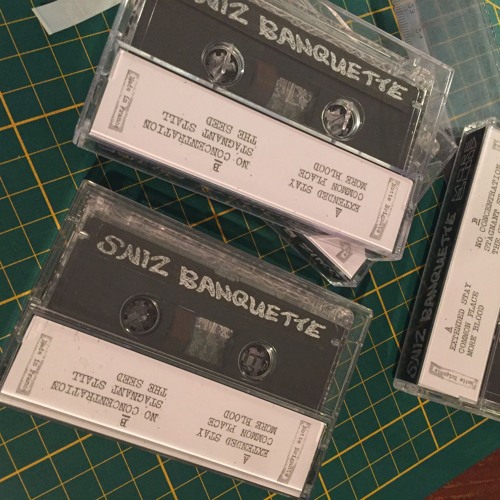 SNIZ BANQUETTE
A
EXTENDED STAY
COMMON PLACE
MORE BLOOD
B
NO CONCENTRATION
STAGNANT STALL
THE SEED
SNIZ BANQUETTE
A
EXTENDED STAY
COMMON PLACE
MORE BLOOD
B
NO CONCENTRATION
STAGNANT STALL
THE SEED
SNIZ BANQUETTE
A
EXTENDED STAY
COMMON PLACE
MORE BLOOD
B
NO CONCENTRATION
STAGNANT
THE